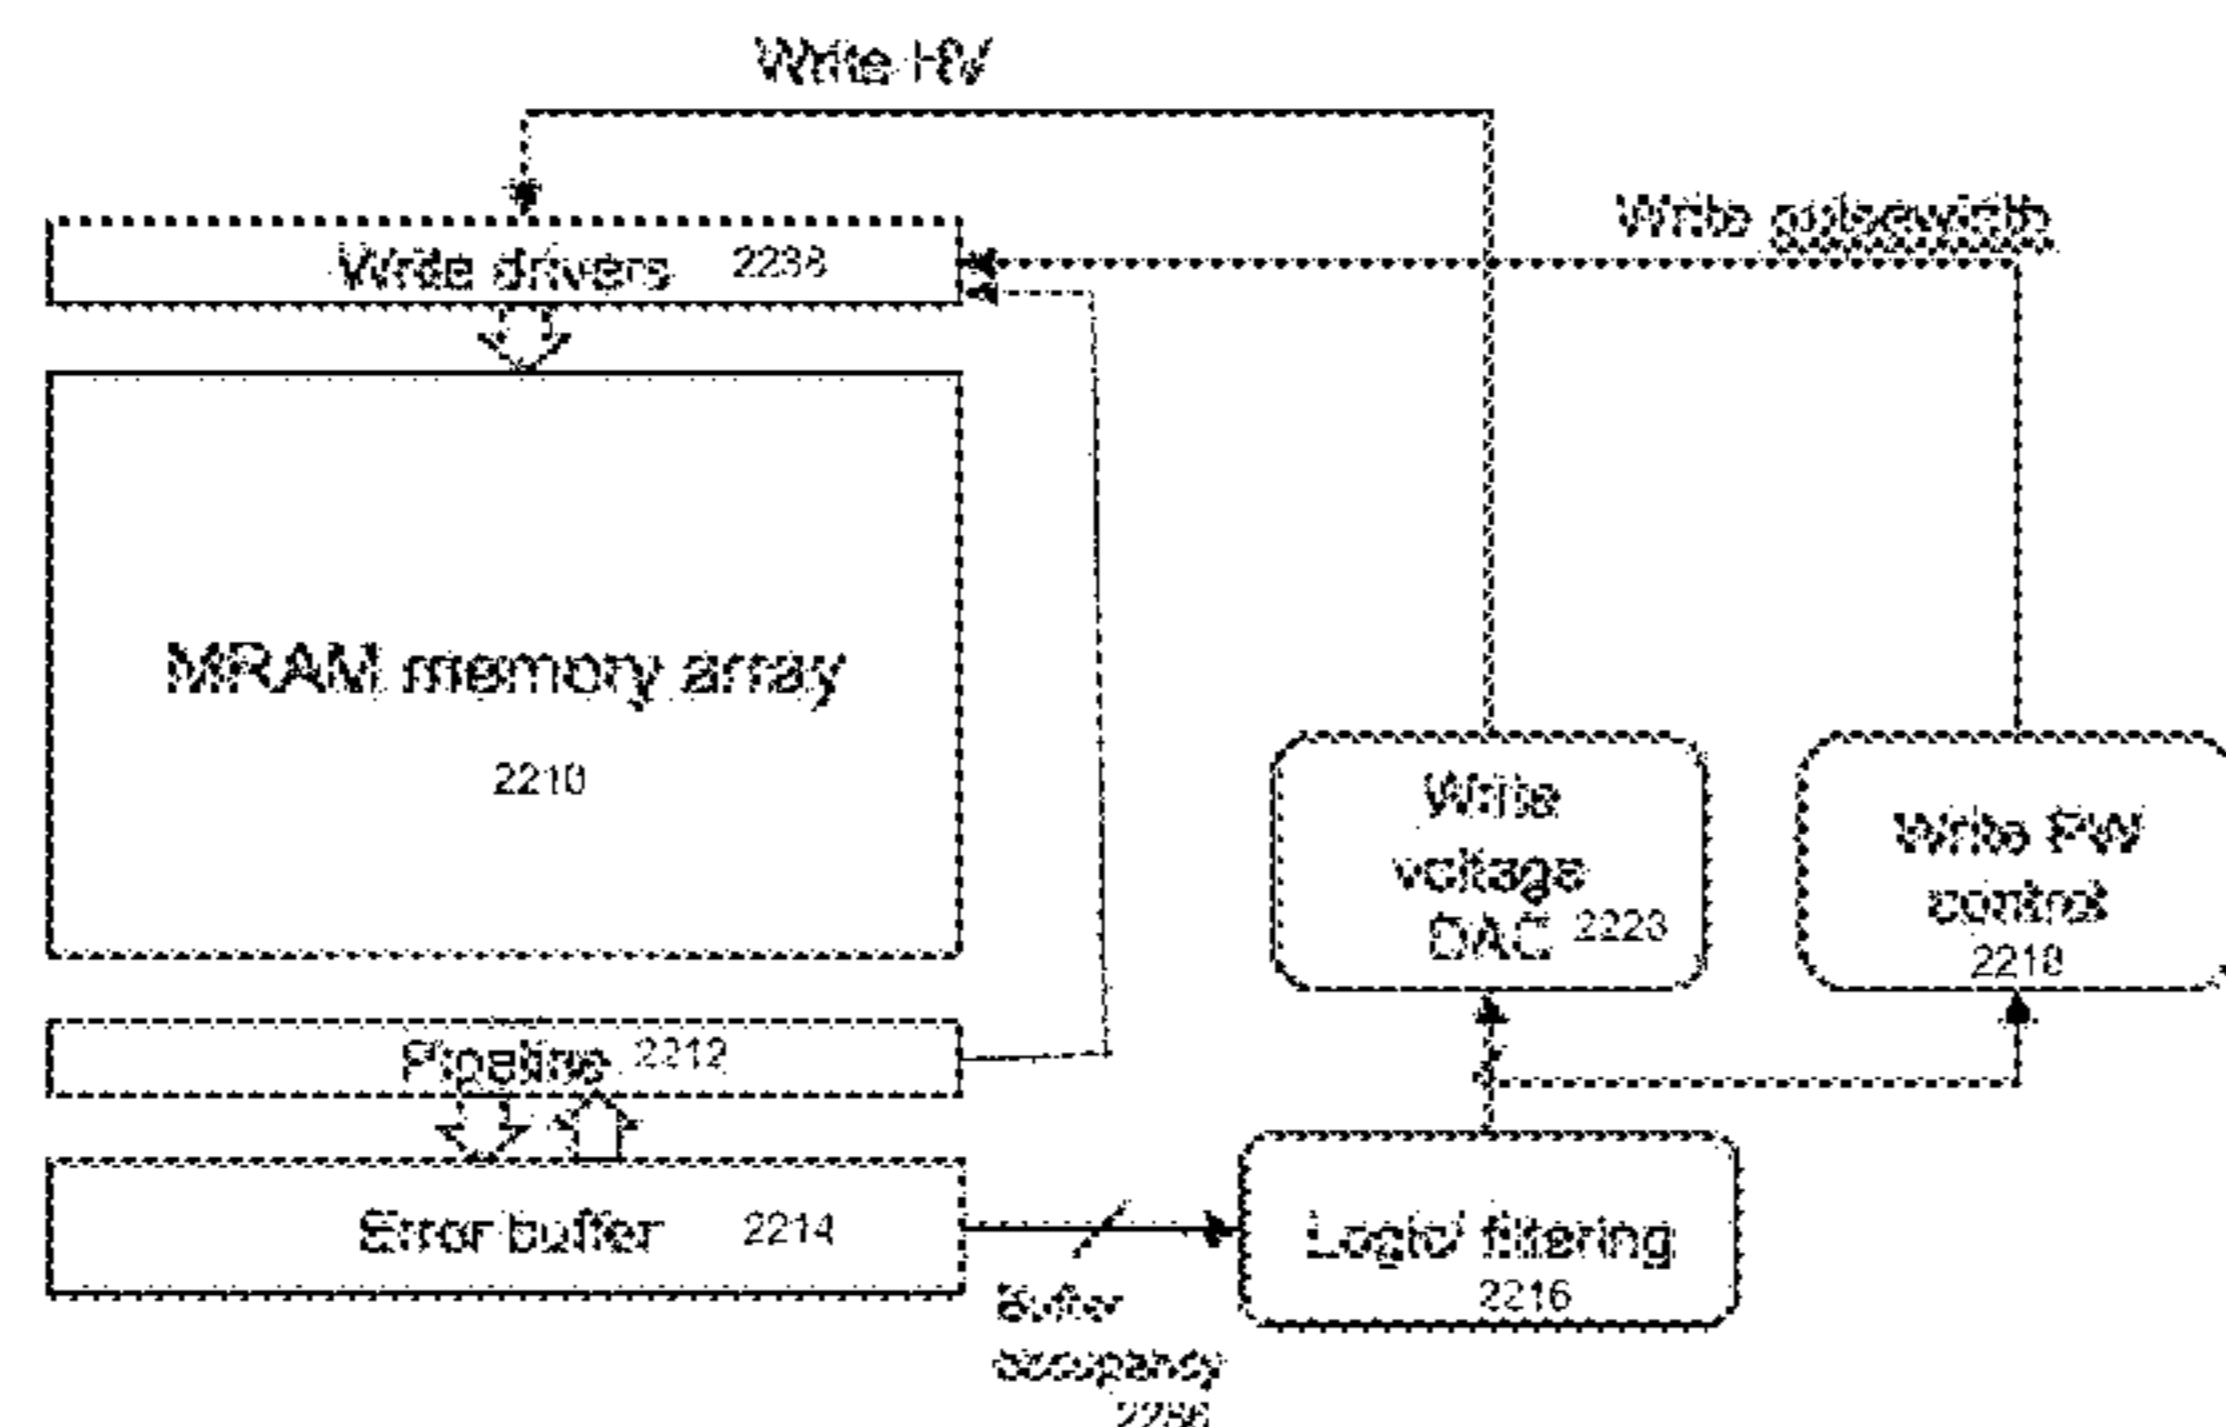 Write HV
Write pulsewidth
Write drivers 2288
MRAM memory array
2210
Write
voltage
DAC 2223
Write PW
control
2218
Pipeline 2212
Error buffer 2214
Logic/ filtering
2216
Buffer
occupancy